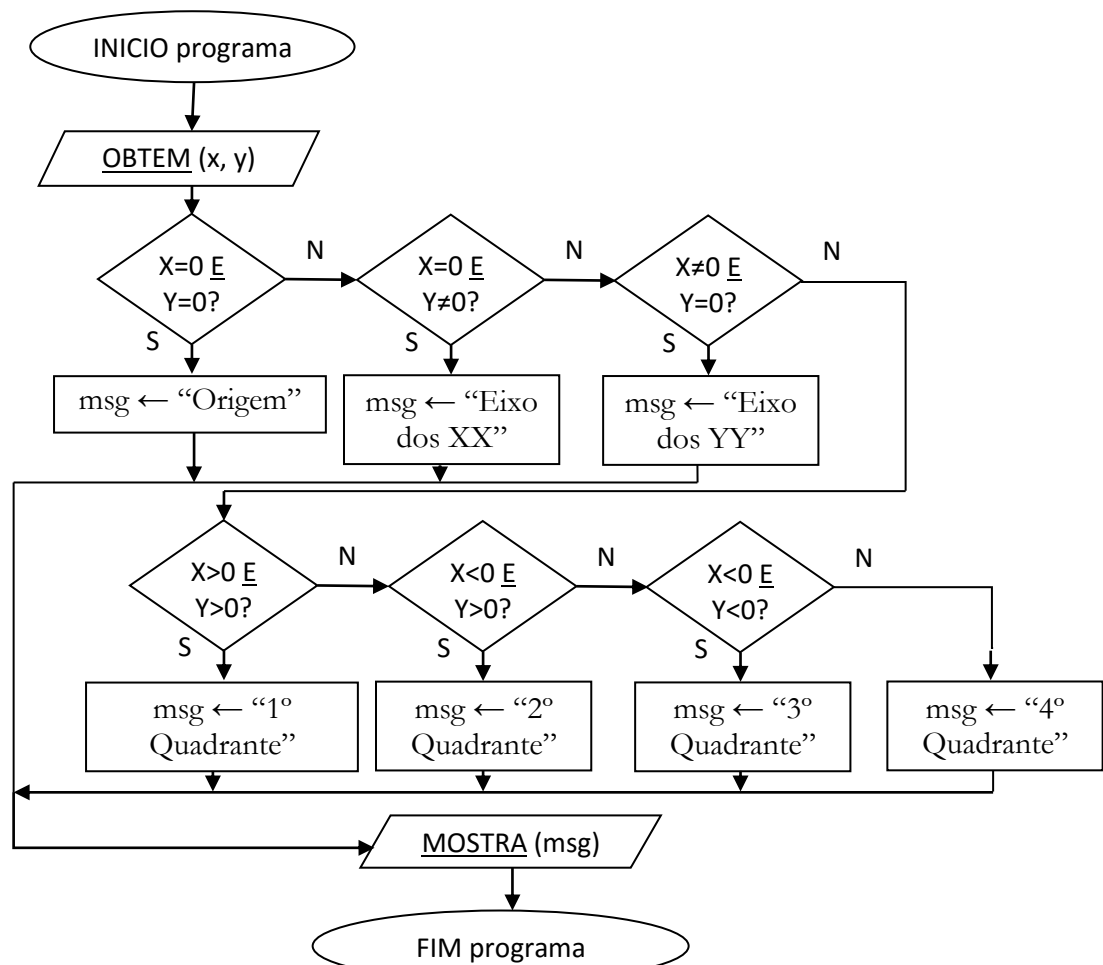 INICIO programa
OBTEM (x, y)
X=0 E
Y=0?
N
X=0 E
Y≠0?
N
X≠0 E
Y=0?
N
S
S
S
msg ← “Origem”
msg ← “Eixo
dos XX”
msg ← “Eixo
dos YY”
X>0 E
Y>0?
N
X<0 E
Y>0?
N
X<0 E
Y<0?
N
S
S
S
msg ← “1º
Quadrante”
msg ← “2º
Quadrante”
msg ← “3º
Quadrante”
msg ← “4º
Quadrante”
MOSTRA (msg)
FIM programa